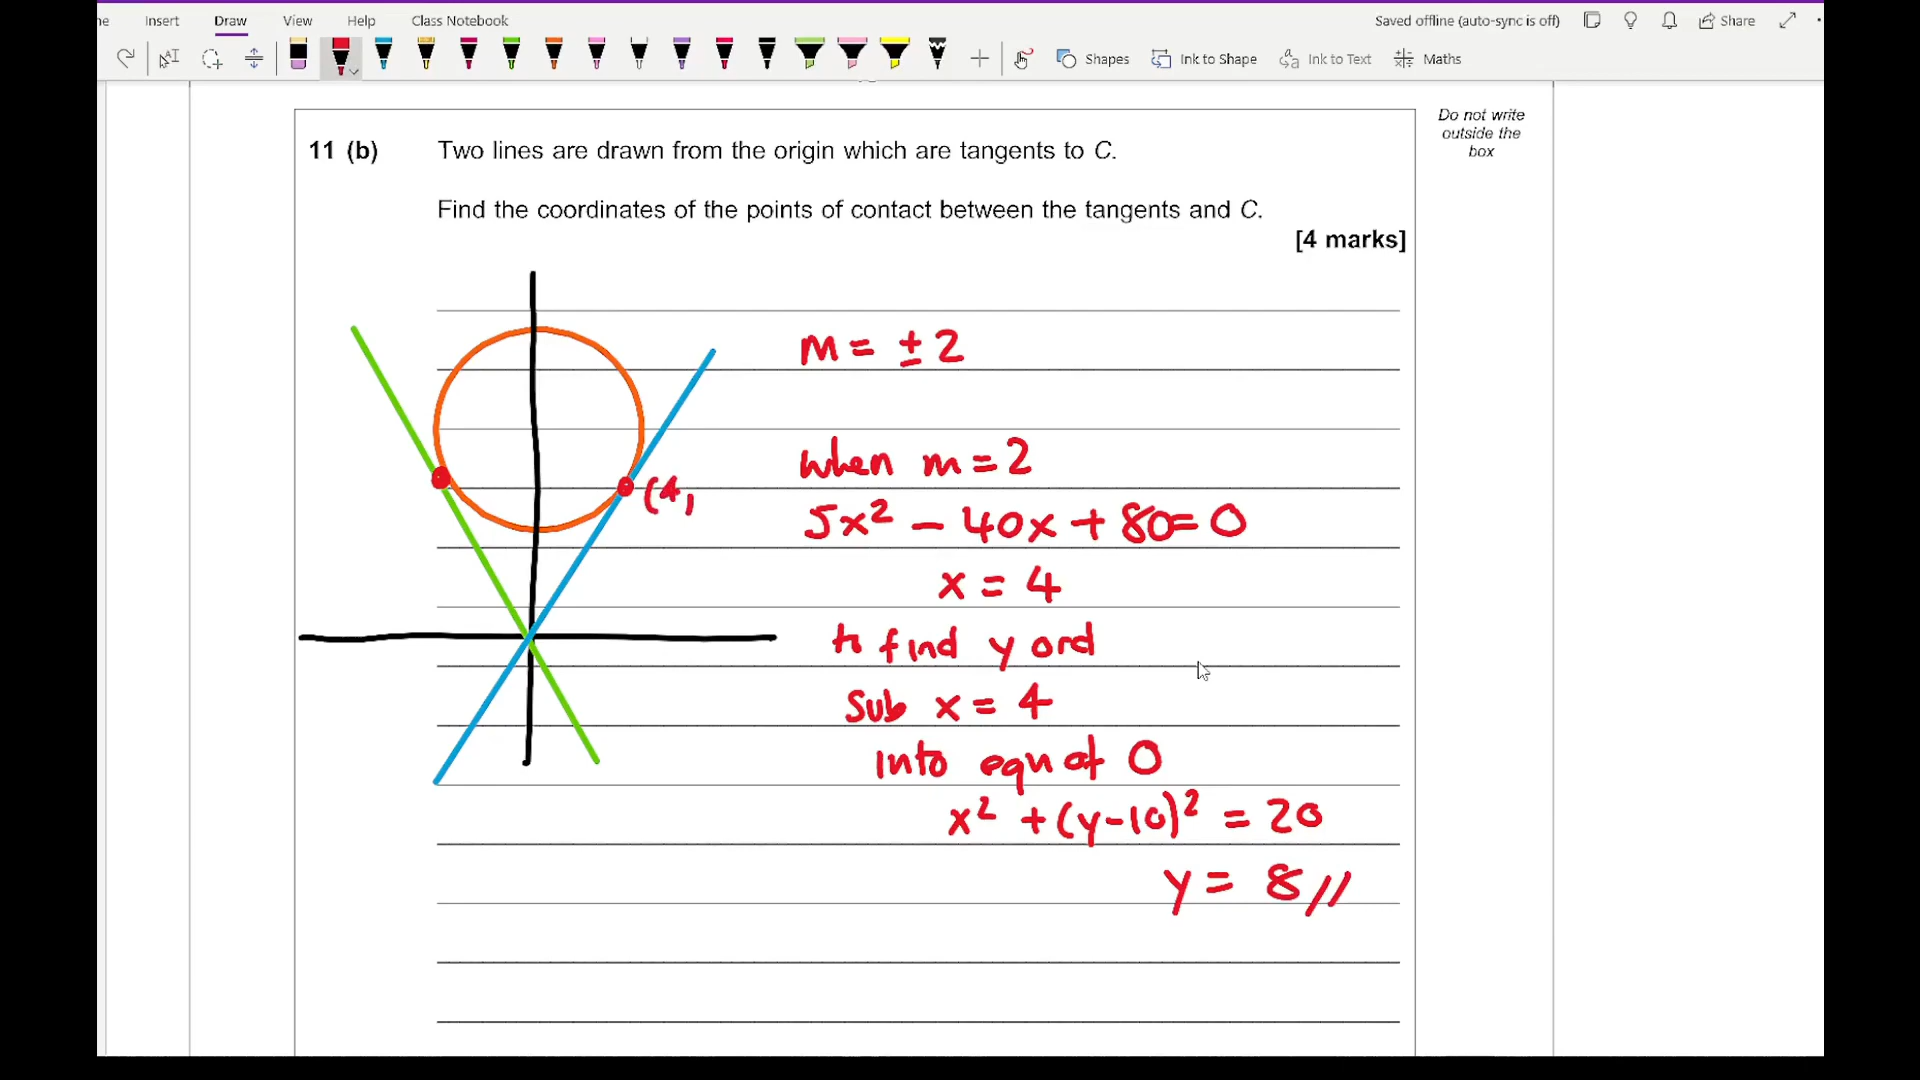 Insert Draw View Help Class Notebook Saved offline (auto-sync is off) Share
Shapes Ink to Shape Ink to Text Maths
Do not write
outside the
box
11 (b) Two lines are drawn from the origin which are tangents to C.
Find the coordinates of the points of contact between the tangents and C.
[4 marks]
m = ±2
when m = 2
(4,
5x² - 40x + 80 = 0
x = 4
to find y ord
Sub x = 4
into eqn of O
x² + (y-10)² = 20
y = 8 //